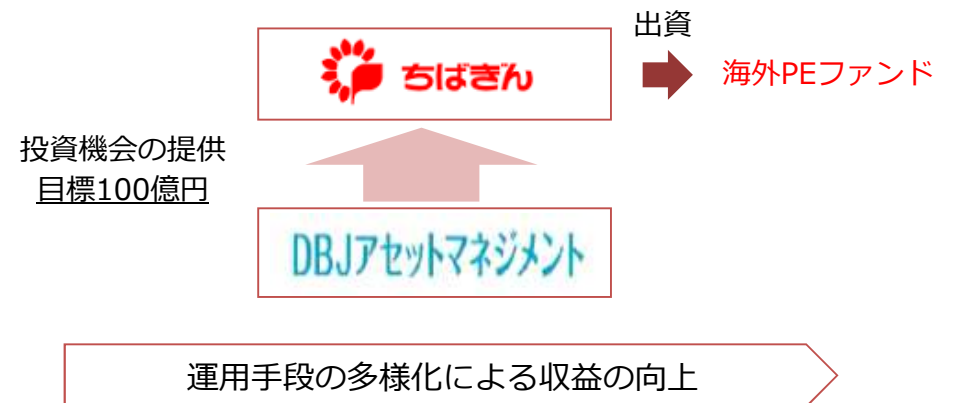 出資
ちばぎん
海外PEファンド
投資機会の提供
目標100億円
DBJアセットマネジメント
運用手段の多様化による収益の向上